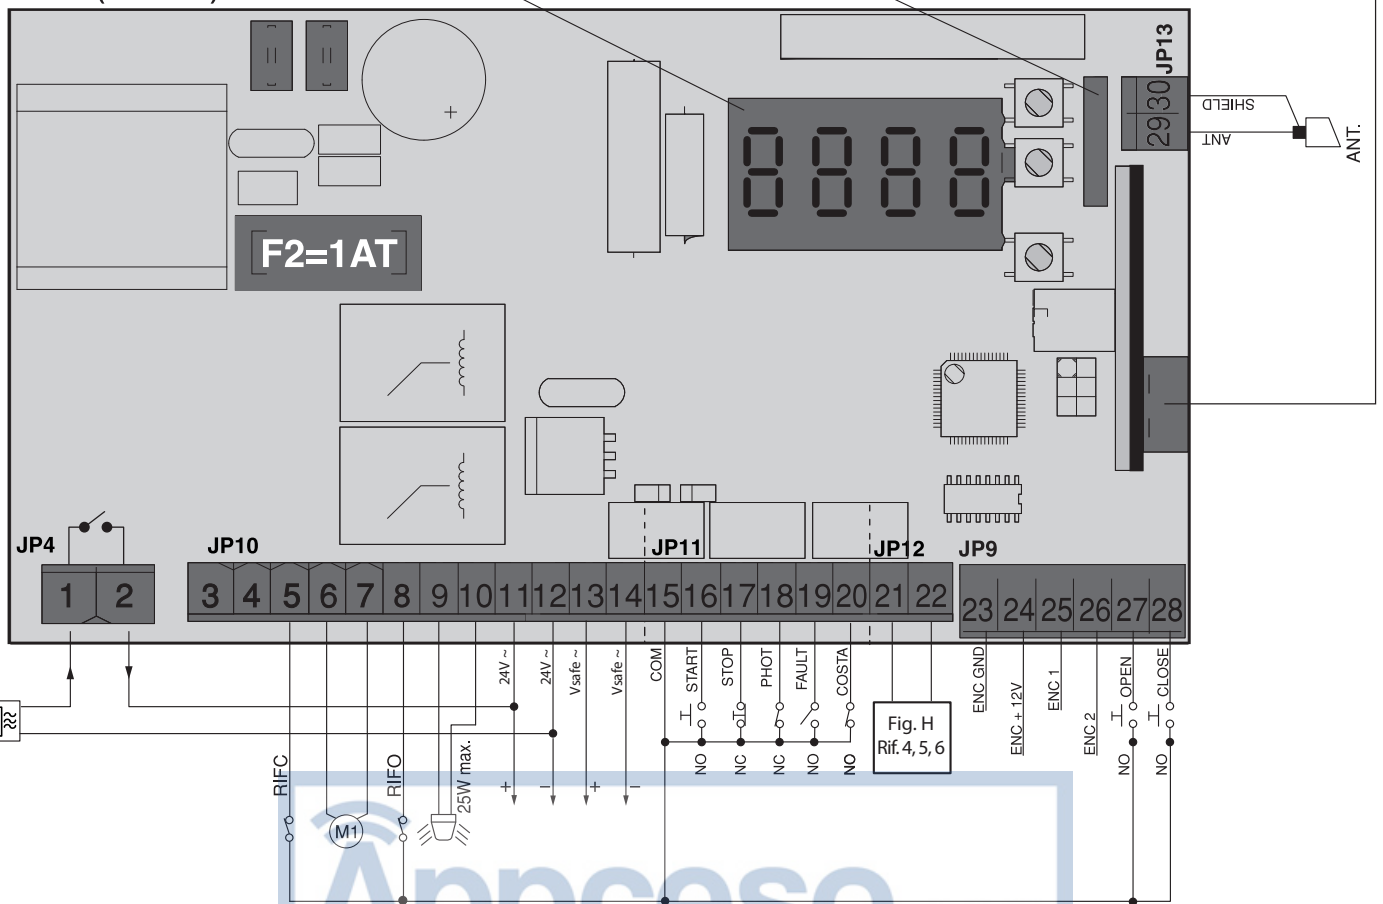 JP13
30
29
SHIELD
ANT
ANT.
+
F2=1AT
JP4
JP10
JP11
JP12
JP9
1 2
3 4 5 6 7 8 9 10 11 12 13 14 15 16 17 18 19 20 21 22
23 24 25 26 27 28
24V ~
24V ~
Vsafe ~
Vsafe ~
COM
START
STOP
PHOT
FAULT
COSTA
ENC GND
ENC + 12V
ENC 1
ENC 2
OPEN
CLOSE
Fig. H
Rif. 4, 5, 6
NO
NC
NC
NO
NO
NO
NO
RIFC
M1
RIFO
25W max.
+
−
+
−
Appceso